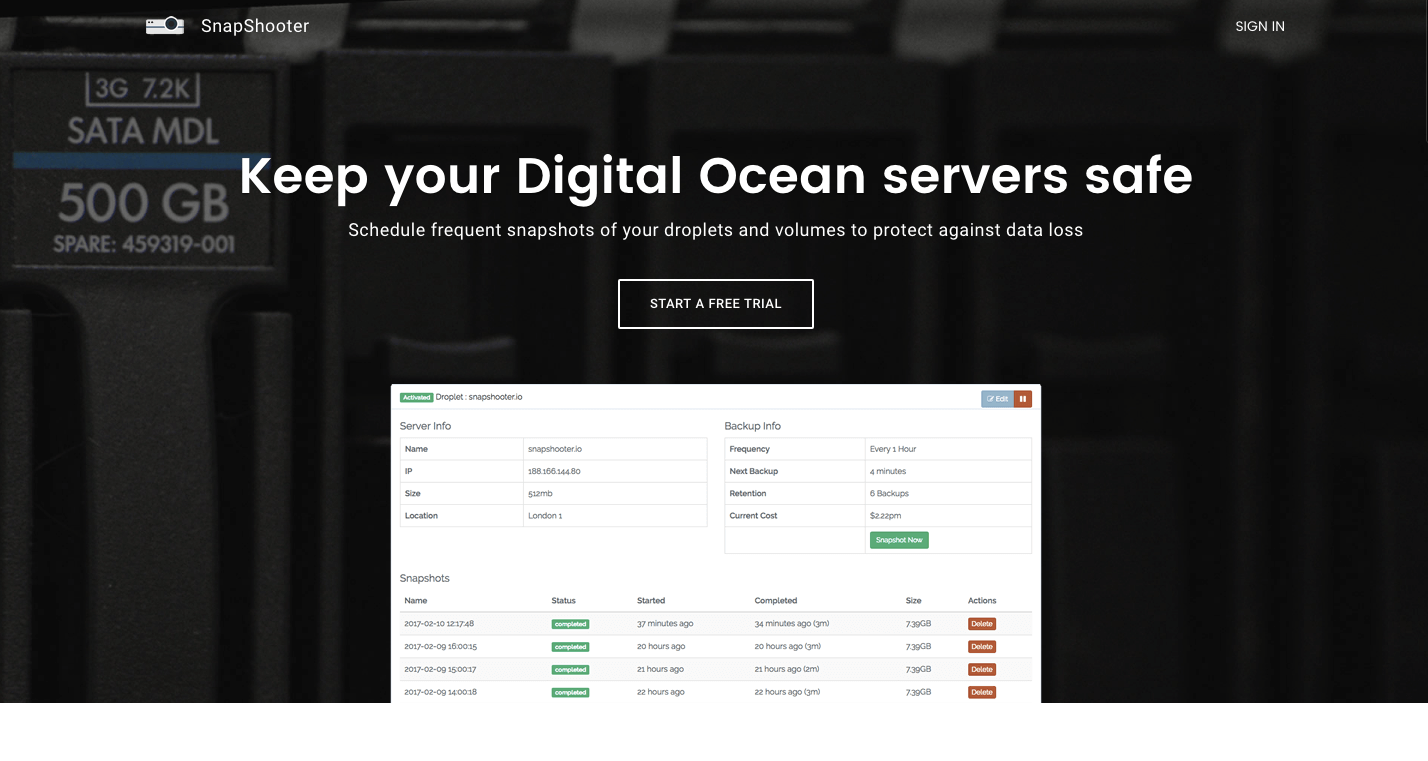 SnapShooter
SIGN IN
3G 7.2K
SATA MDL
500 GB
SPARE: 459319-001
Keep your Digital Ocean servers safe
Schedule frequent snapshots of your droplets and volumes to protect against data loss
START A FREE TRIAL
Activated Droplet : snapshooter.io
Edit
Server Info
Name snapshooter.io
IP 188.166.144.80
Size 512mb
Location London 1
Backup Info
Frequency Every 1 Hour
Next Backup 4 minutes
Retention 6 Backups
Current Cost $2.22pm
Snapshot Now
Snapshots
Name Status Started Completed Size Actions
2017-02-10 12:17:48 completed 37 minutes ago 34 minutes ago (3m) 7.39GB Delete
2017-02-09 16:00:15 completed 20 hours ago 20 hours ago (3m) 7.39GB Delete
2017-02-09 15:00:17 completed 21 hours ago 21 hours ago (2m) 7.39GB Delete
2017-02-09 14:00:18 completed 22 hours ago 22 hours ago (3m) 7.39GB Delete